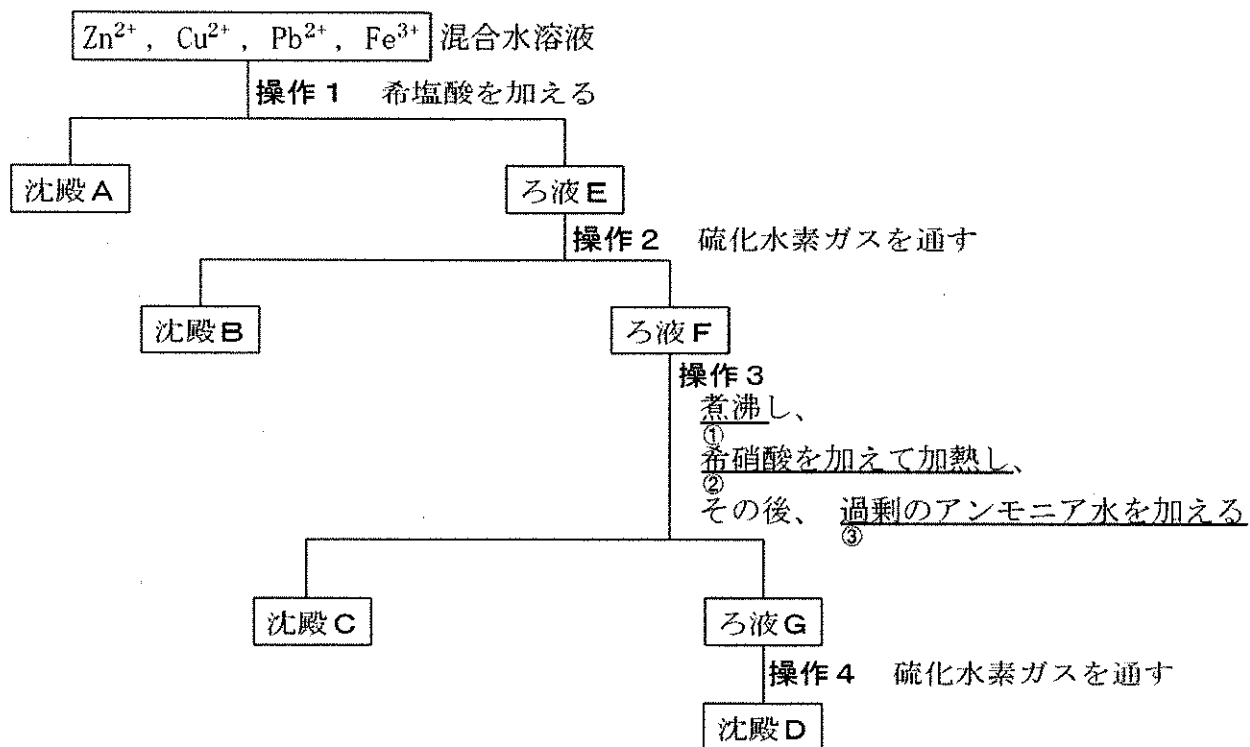 Zn²⁺, Cu²⁺, Pb²⁺, Fe³⁺ 混合水溶液
操作1 希塩酸を加える
沈殿A
ろ液E
操作2 硫化水素ガスを通す
沈殿B
ろ液F
操作3
煮沸し、
①
希硝酸を加えて加熱し、
②
その後、過剰のアンモニア水を加える
③
沈殿C
ろ液G
操作4 硫化水素ガスを通す
沈殿D